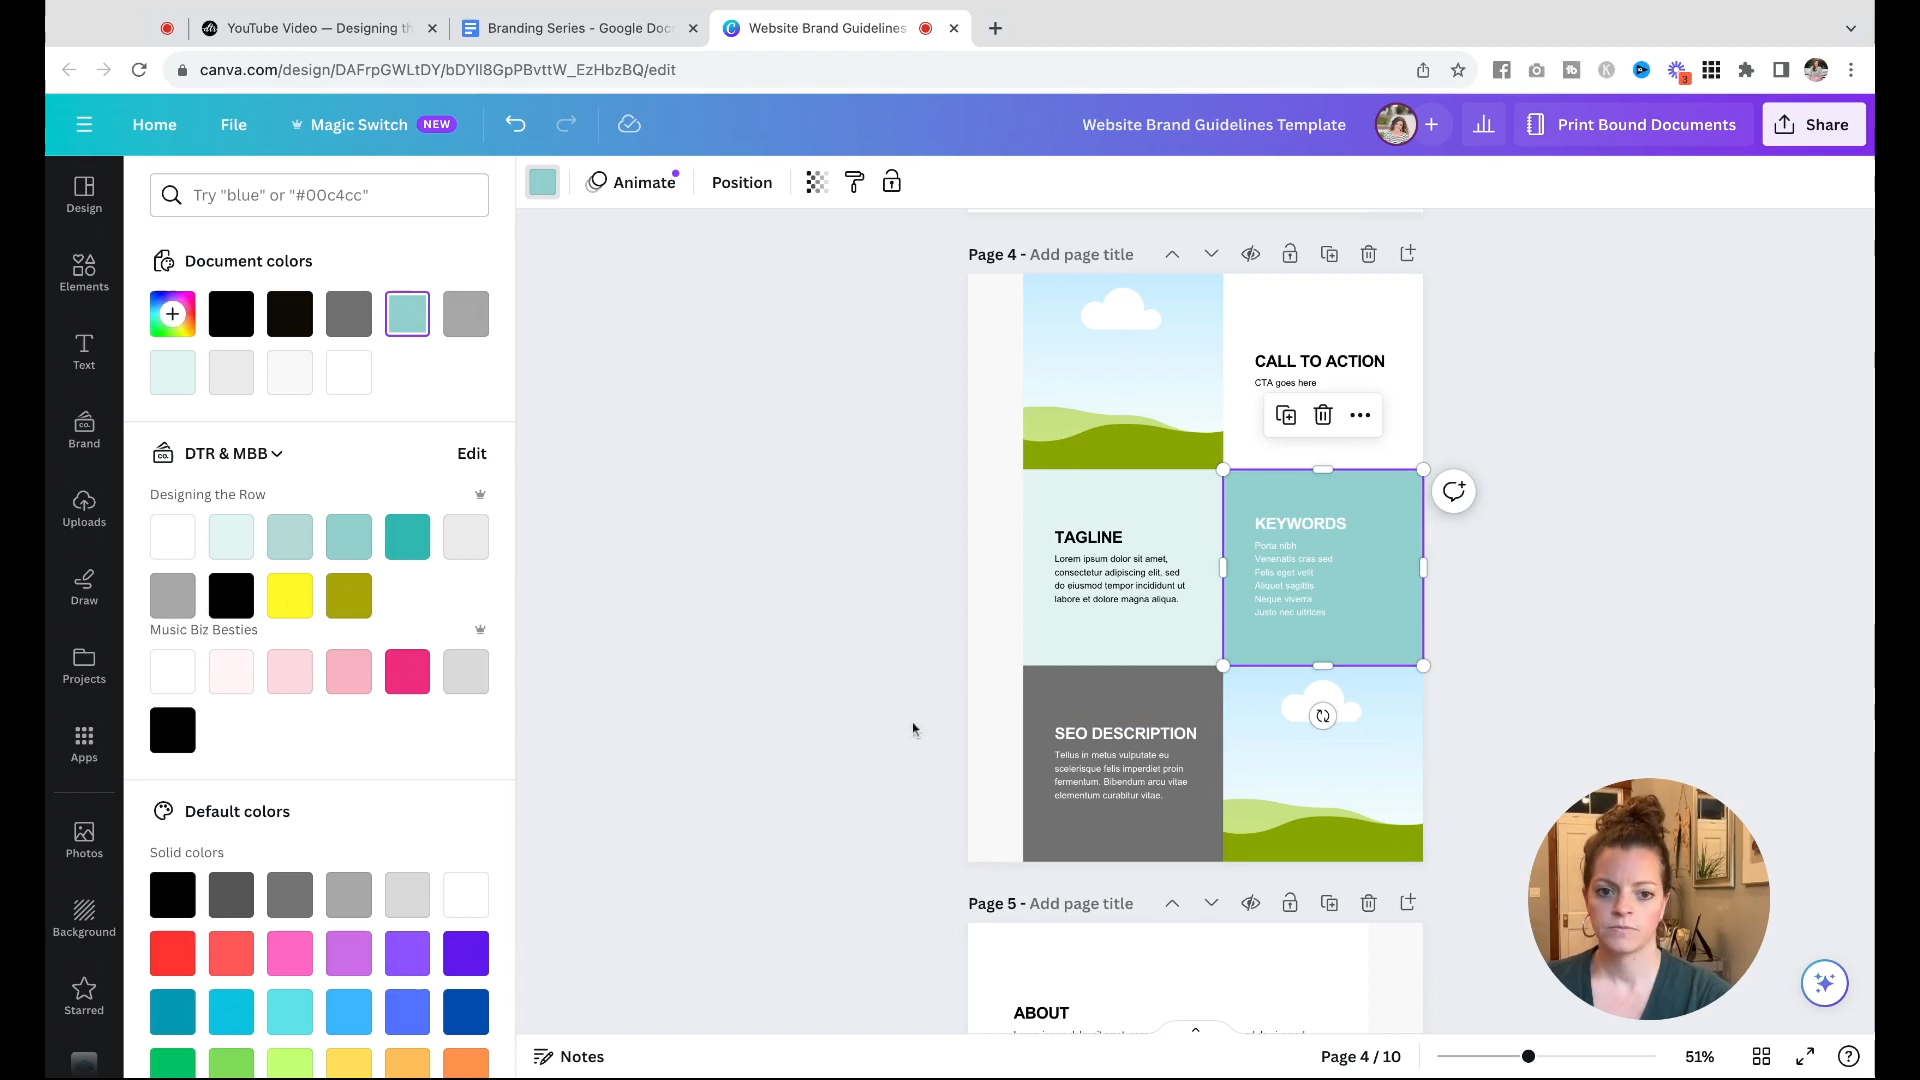 YouTube Video — Designing th
Branding Series - Google Docs
Website Brand Guidelines
canva.com/design/DAFrpGWLtDY/bDYll8GpPBvttW_EzHbzBQ/edit
3
Home
File
Magic Switch
NEW
Website Brand Guidelines Template
Print Bound Documents
Share
Design
Elements
Text
Brand
Uploads
Draw
Projects
Apps
Photos
Background
Starred
Try "blue" or "#00c4cc"
Document colors
DTR & MBB
Edit
Designing the Row
Music Biz Besties
Default colors
Solid colors
Animate
Position
Page 4 - Add page title
CALL TO ACTION
CTA goes here
TAGLINE
Lorem ipsum dolor sit amet,
consectetur adipiscing elit, sed
do eiusmod tempor incididunt ut
labore et dolore magna aliqua.
KEYWORDS
Porta nibh
Venenatis cras sed
Felis eget velit
Aliquet sagittis
Neque viverra
Justo nec ultrices
SEO DESCRIPTION
Tellus in metus vulputate eu
scelerisque felis imperdiet proin
fermentum. Bibendum arcu vitae
elementum curabitur vitae.
Page 5 - Add page title
ABOUT
Notes
Page 4 / 10
51%